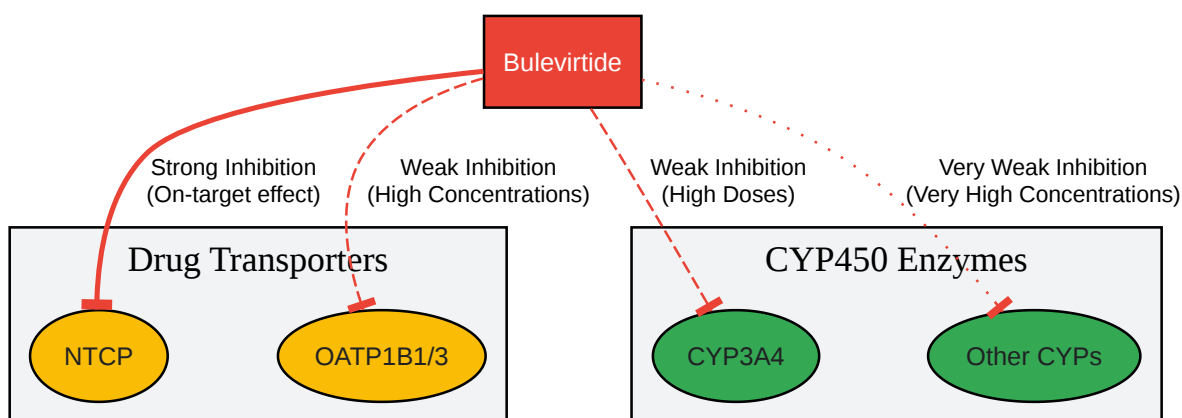 Bulevirtide
Strong Inhibition
(On-target effect)
Weak Inhibition
(High Concentrations)
Weak Inhibition
(High Doses)
Very Weak Inhibition
(Very High Concentrations)
Drug Transporters
CYP450 Enzymes
NTCP
OATP1B1/3
CYP3A4
Other CYPs